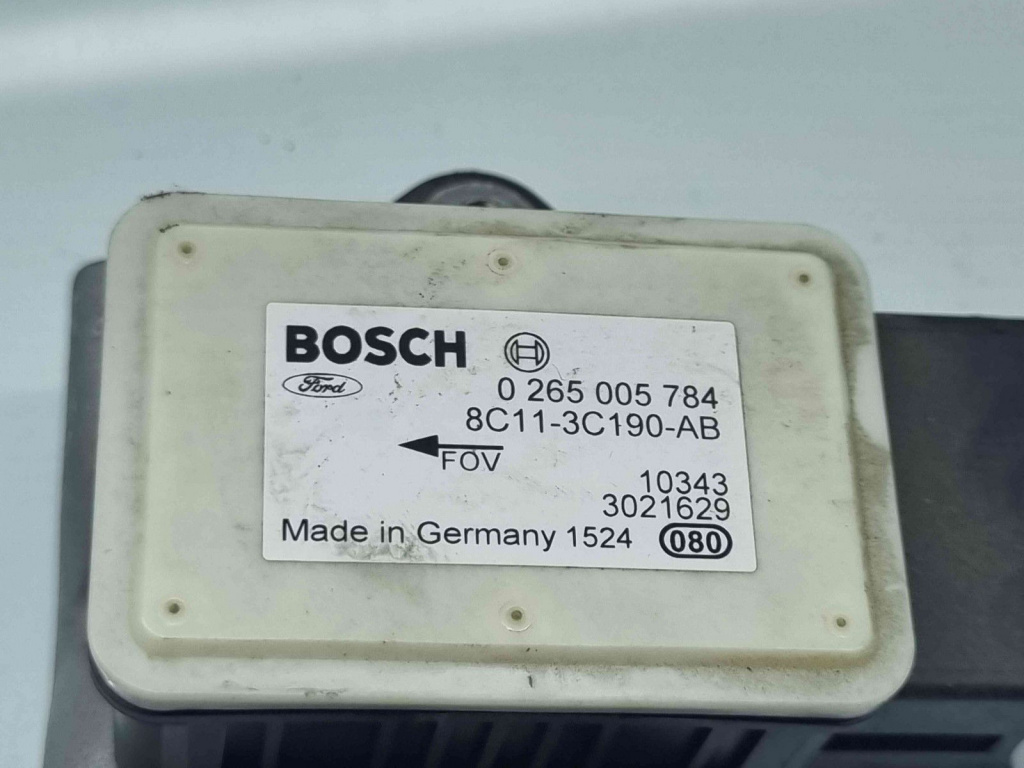 BOSCH
Ford
0 265 005 784
8C11-3C190-AB
FOV
10343
3021629
Made in Germany 1524 080